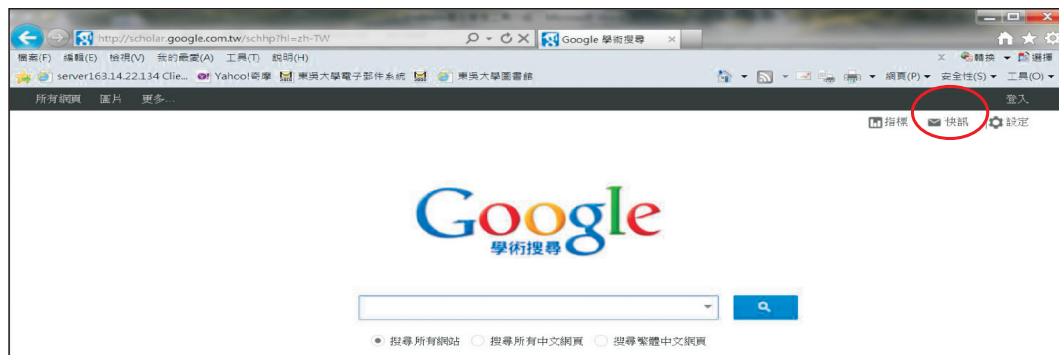 http://scholar.google.com.tw/schhp?hl=zh-TW
Google 學術搜尋
檔案(F) 編輯(E) 檢視(V) 我的最愛(A) 工具(T) 說明(H)
x 轉換 選擇
server163.14.22.134 Clie... Yahoo!奇摩 東吳大學電子郵件系統 東吳大學圖書館
網頁(P) 安全性(S) 工具(O)
所有網頁 圖片 更多... 登入
指標 快訊 設定
Google
學術搜尋
搜尋所有網站 搜尋所有中文網頁 搜尋繁體中文網頁